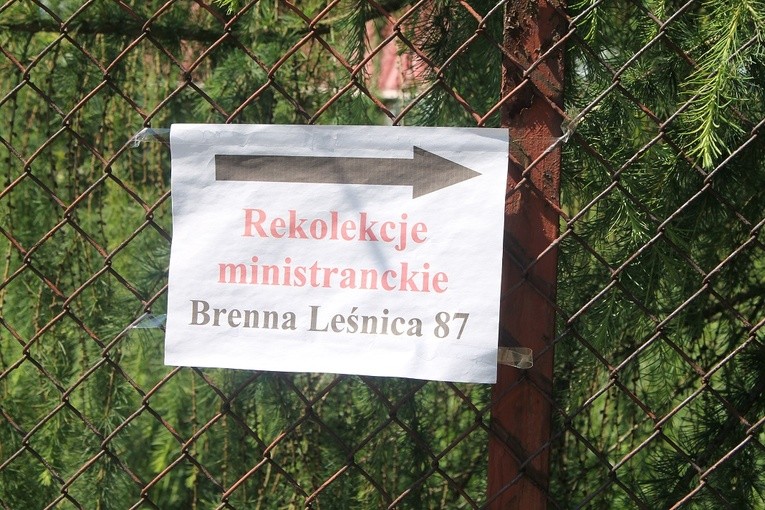 Rekolekcje
ministranckie
Brenna Leśnica 87